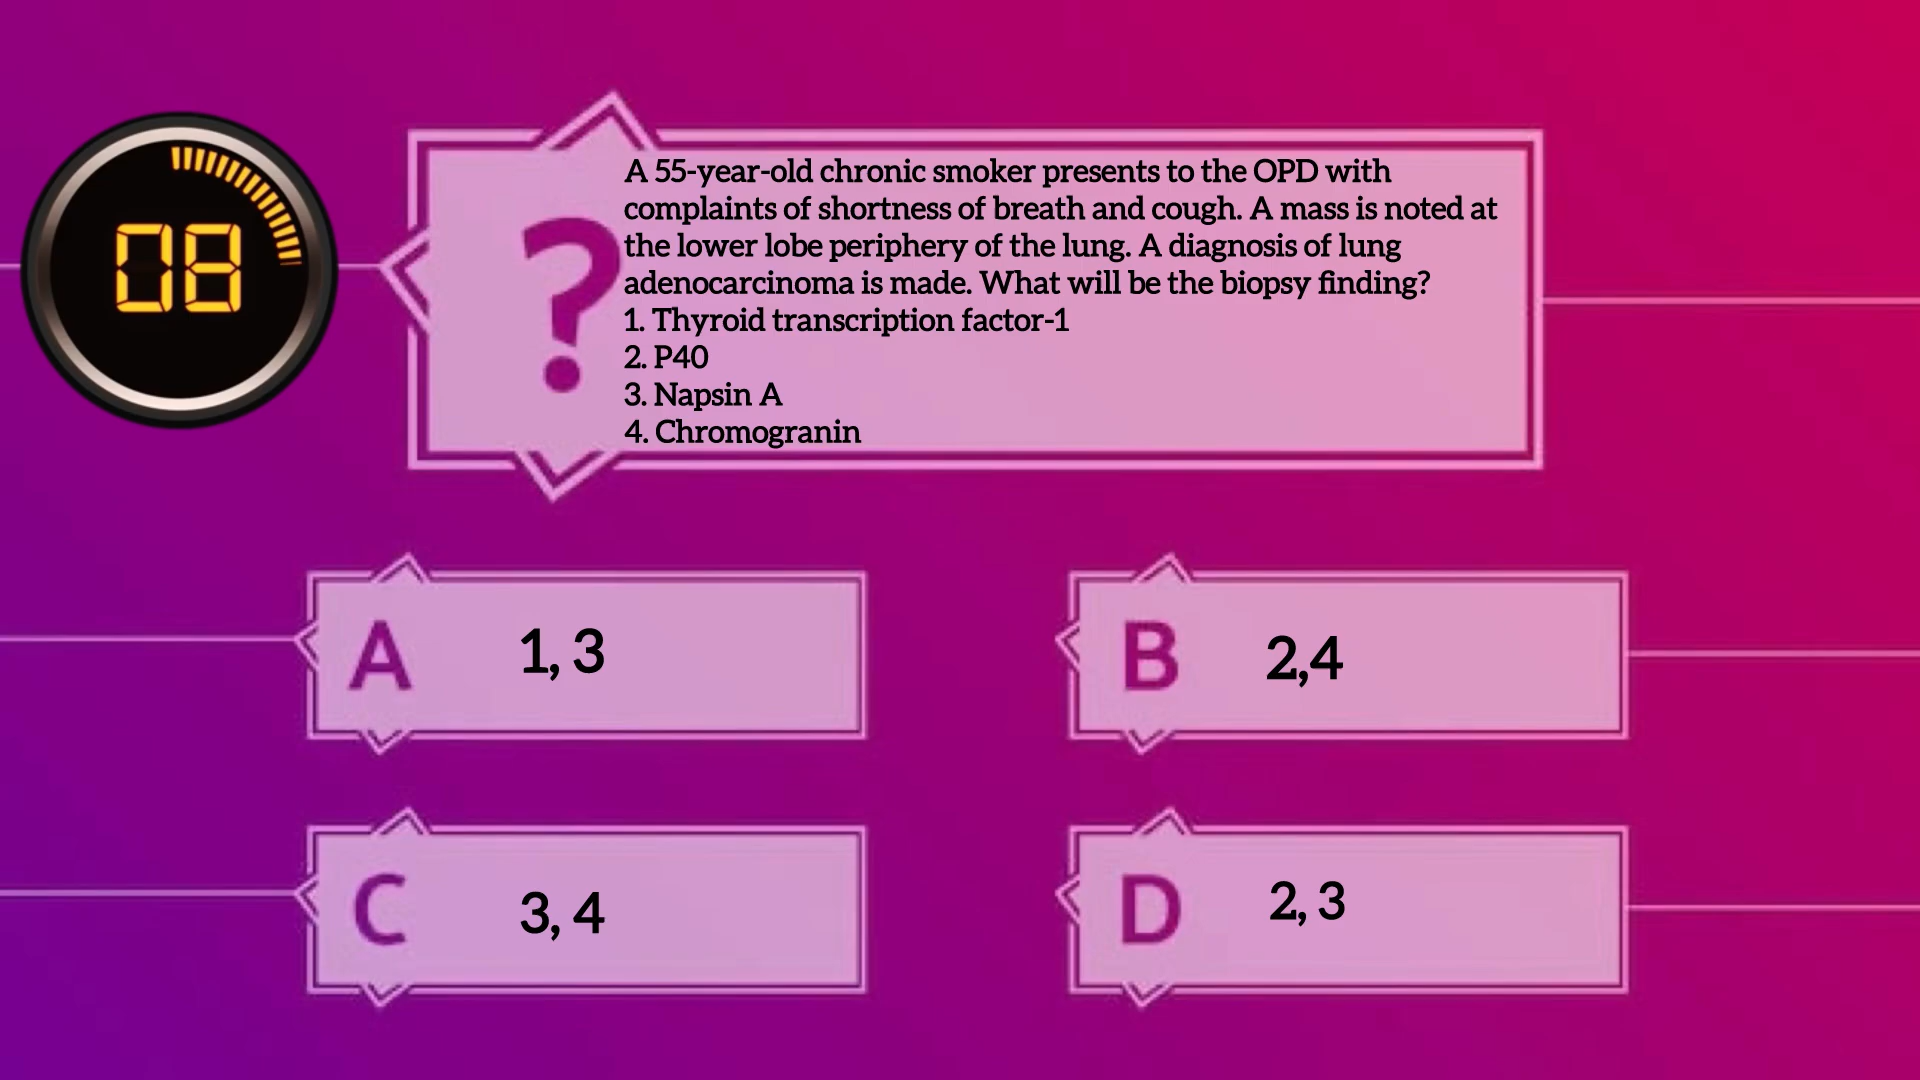 08
?
A 55-year-old chronic smoker presents to the OPD with
complaints of shortness of breath and cough. A mass is noted at
the lower lobe periphery of the lung. A diagnosis of lung
adenocarcinoma is made. What will be the biopsy finding?
1. Thyroid transcription factor-1
2. P40
3. Napsin A
4. Chromogranin
A 1, 3
B 2,4
C 3, 4
D 2, 3